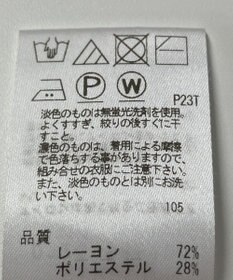 P
W
P23T
淡色のものは無蛍光洗剤を使用。
よくすすぎ、絞りの後すぐに干
すこと。
濃色のものは、着用による摩擦
で色落ちする事がありますので、
組み合せの衣服にご注意下さい。
また、淡色のものとは別にお洗
い下さい。
105
品質
レーヨン 72%
ポリエステル 28%